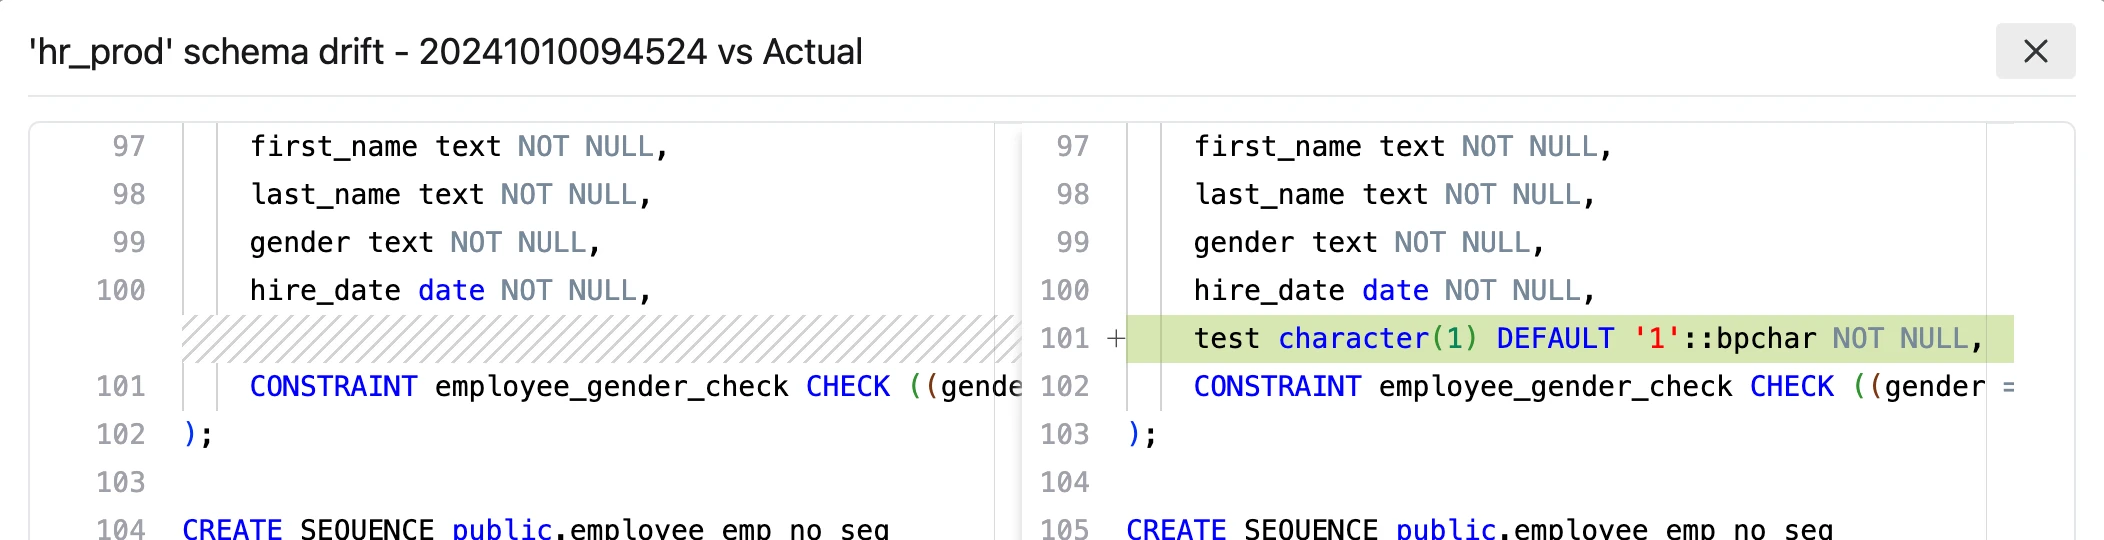 'hr_prod' schema drift - 20241010094524 vs Actual
97 first_name text NOT NULL,
98 last_name text NOT NULL,
99 gender text NOT NULL,
100 hire_date date NOT NULL,
101 CONSTRAINT employee_gender_check CHECK ((gende
102 );
103
104 CREATE SEQUENCE public.employee_emp_no_seq
97 first_name text NOT NULL,
98 last_name text NOT NULL,
99 gender text NOT NULL,
100 hire_date date NOT NULL,
101 + test character(1) DEFAULT '1'::bpchar NOT NULL,
102 CONSTRAINT employee_gender_check CHECK ((gender =
103 );
104
105 CREATE SEQUENCE public.employee_emp_no_seq